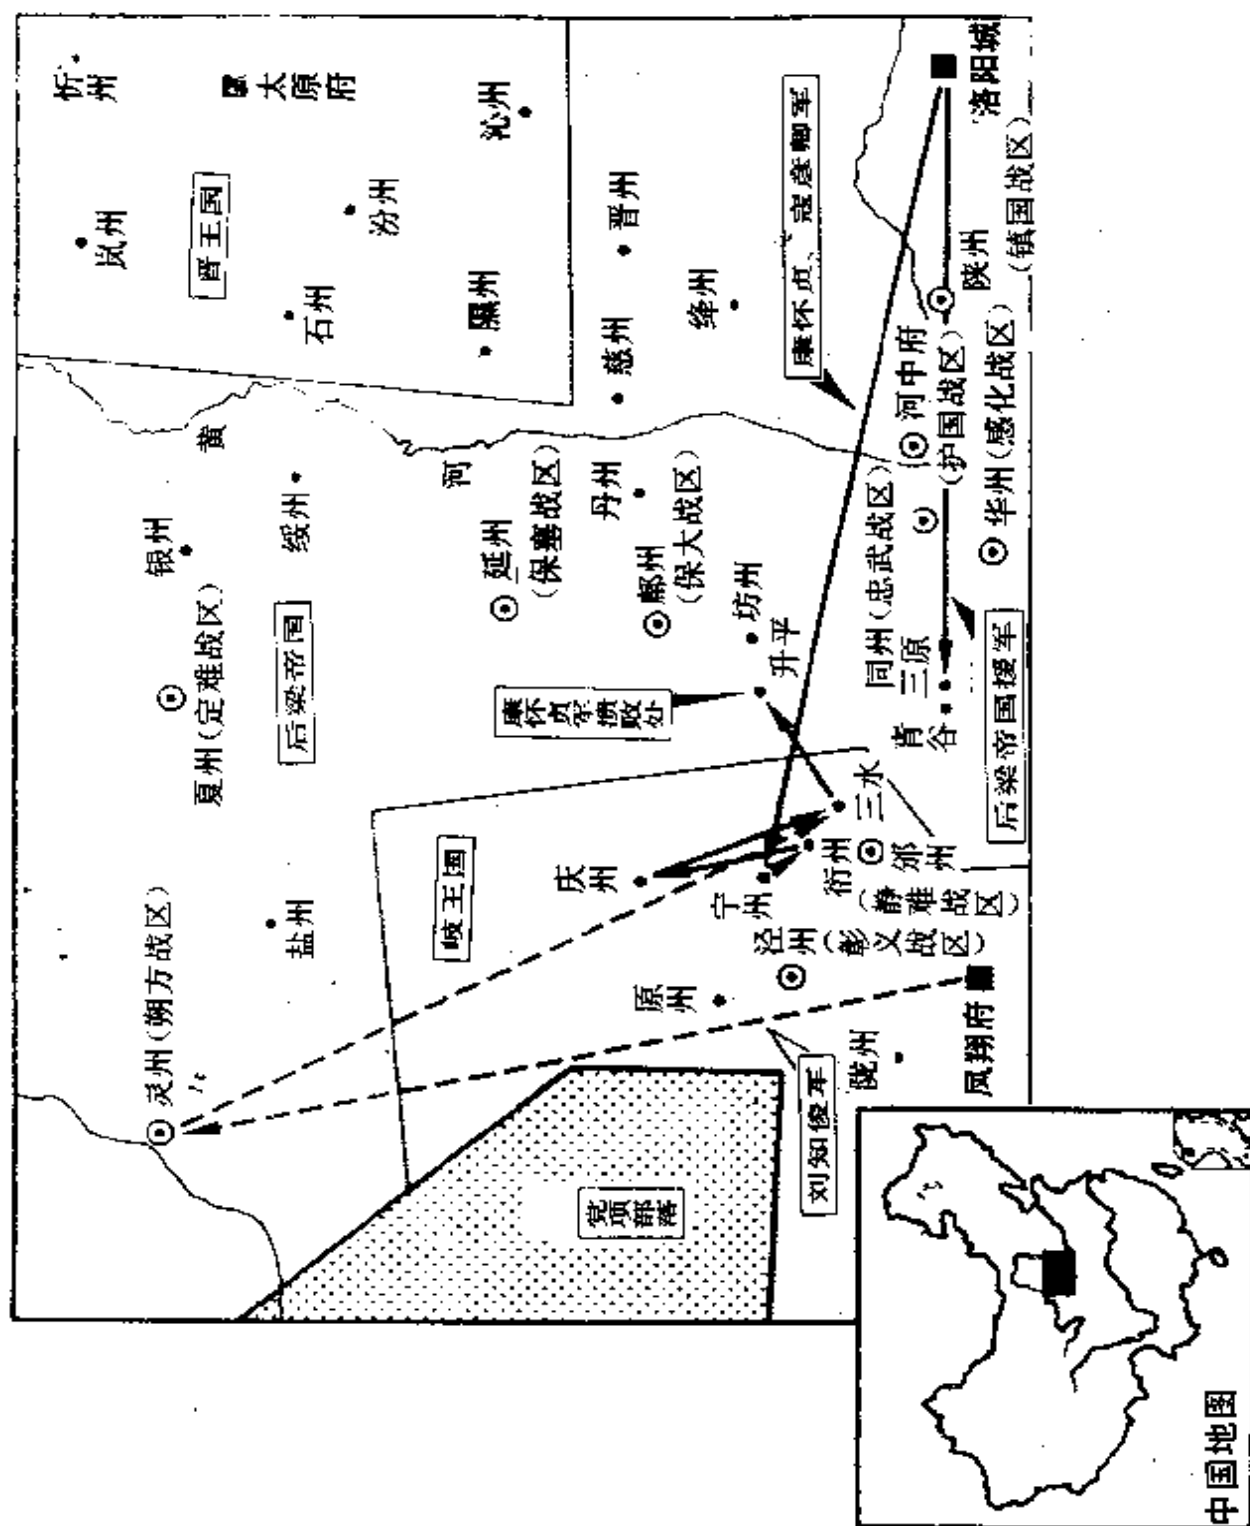 忻州
太原府
沁州
岚州
晋王国
汾州
石州
隰州
晋州
慈州
绛州
康怀贞、寇彦卿军
洛阳城
陕州
(镇国战区)
河中府
(护国战区)
华州(感化战区)
同州(忠武战区)
黄
河
银州
绥州
夏州(定难战区)
后梁帝国
延州
(保塞战区)
丹州
鄜州
(保大战区)
坊州
升平
康怀
贞军
溃败
处
三原
青谷
后梁帝国援军
三水
衍州
邠州
(静难战区)
宁州
庆州
岐王国
泾州(彰义战区)
原州
陇州
凤翔府
盐州
灵州(朔方战区)
刘知俊军
党项
部落
中国地图